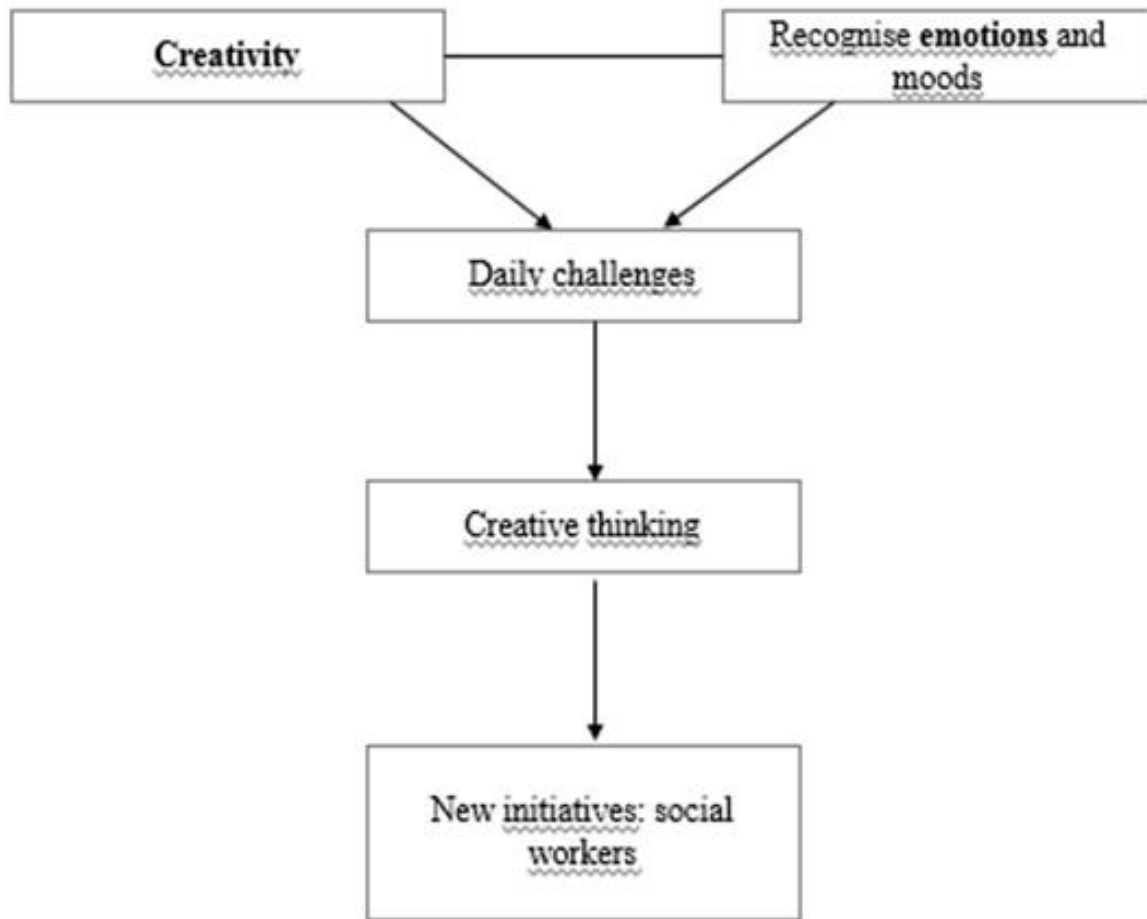 Creativity
Recognise emotions and
moods
Daily challenges
Creative thinking
New initiatives: social
workers